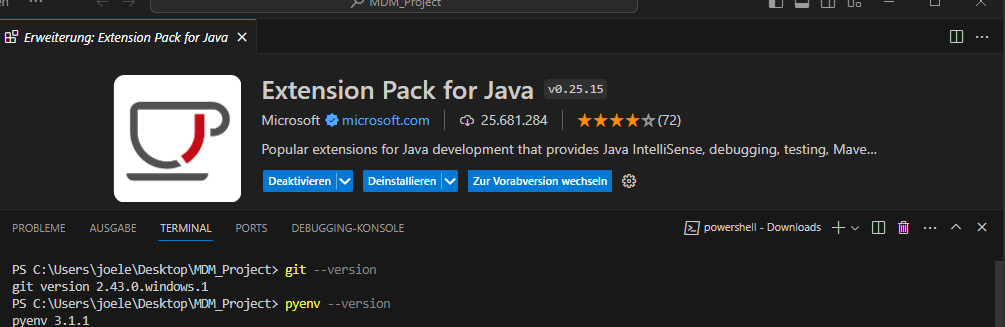 MDM_Project
Erweiterung: Extension Pack for Java
Extension Pack for Java v0.25.15
Microsoft microsoft.com 25.681.284 (72)
Popular extensions for Java development that provides Java IntelliSense, debugging, testing, Mave...
Deaktivieren Deinstallieren Zur Vorabversion wechseln
PROBLEME AUSGABE TERMINAL PORTS DEBUGGING-KONSOLE powershell - Downloads
PS C:\Users\joele\Desktop\MDM_Project> git --version
git version 2.43.0.windows.1
PS C:\Users\joele\Desktop\MDM_Project> pyenv --version
pyenv 3.1.1